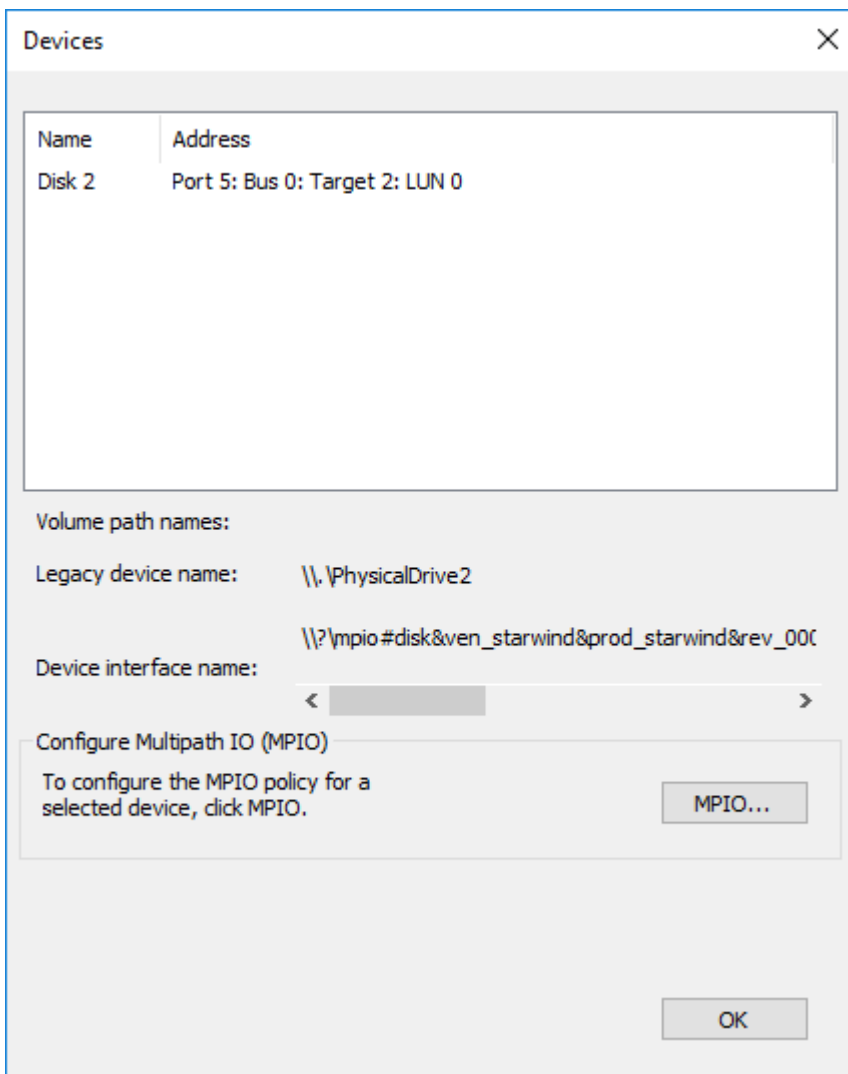 Devices
Name Address
Disk 2 Port 5: Bus 0: Target 2: LUN 0
Volume path names:
Legacy device name: \\.\PhysicalDrive2
\\?\mpio#disk&ven_starwind&prod_starwind&rev_000
Device interface name:
Configure Multipath IO (MPIO)
To configure the MPIO policy for a
selected device, click MPIO.
MPIO...
OK